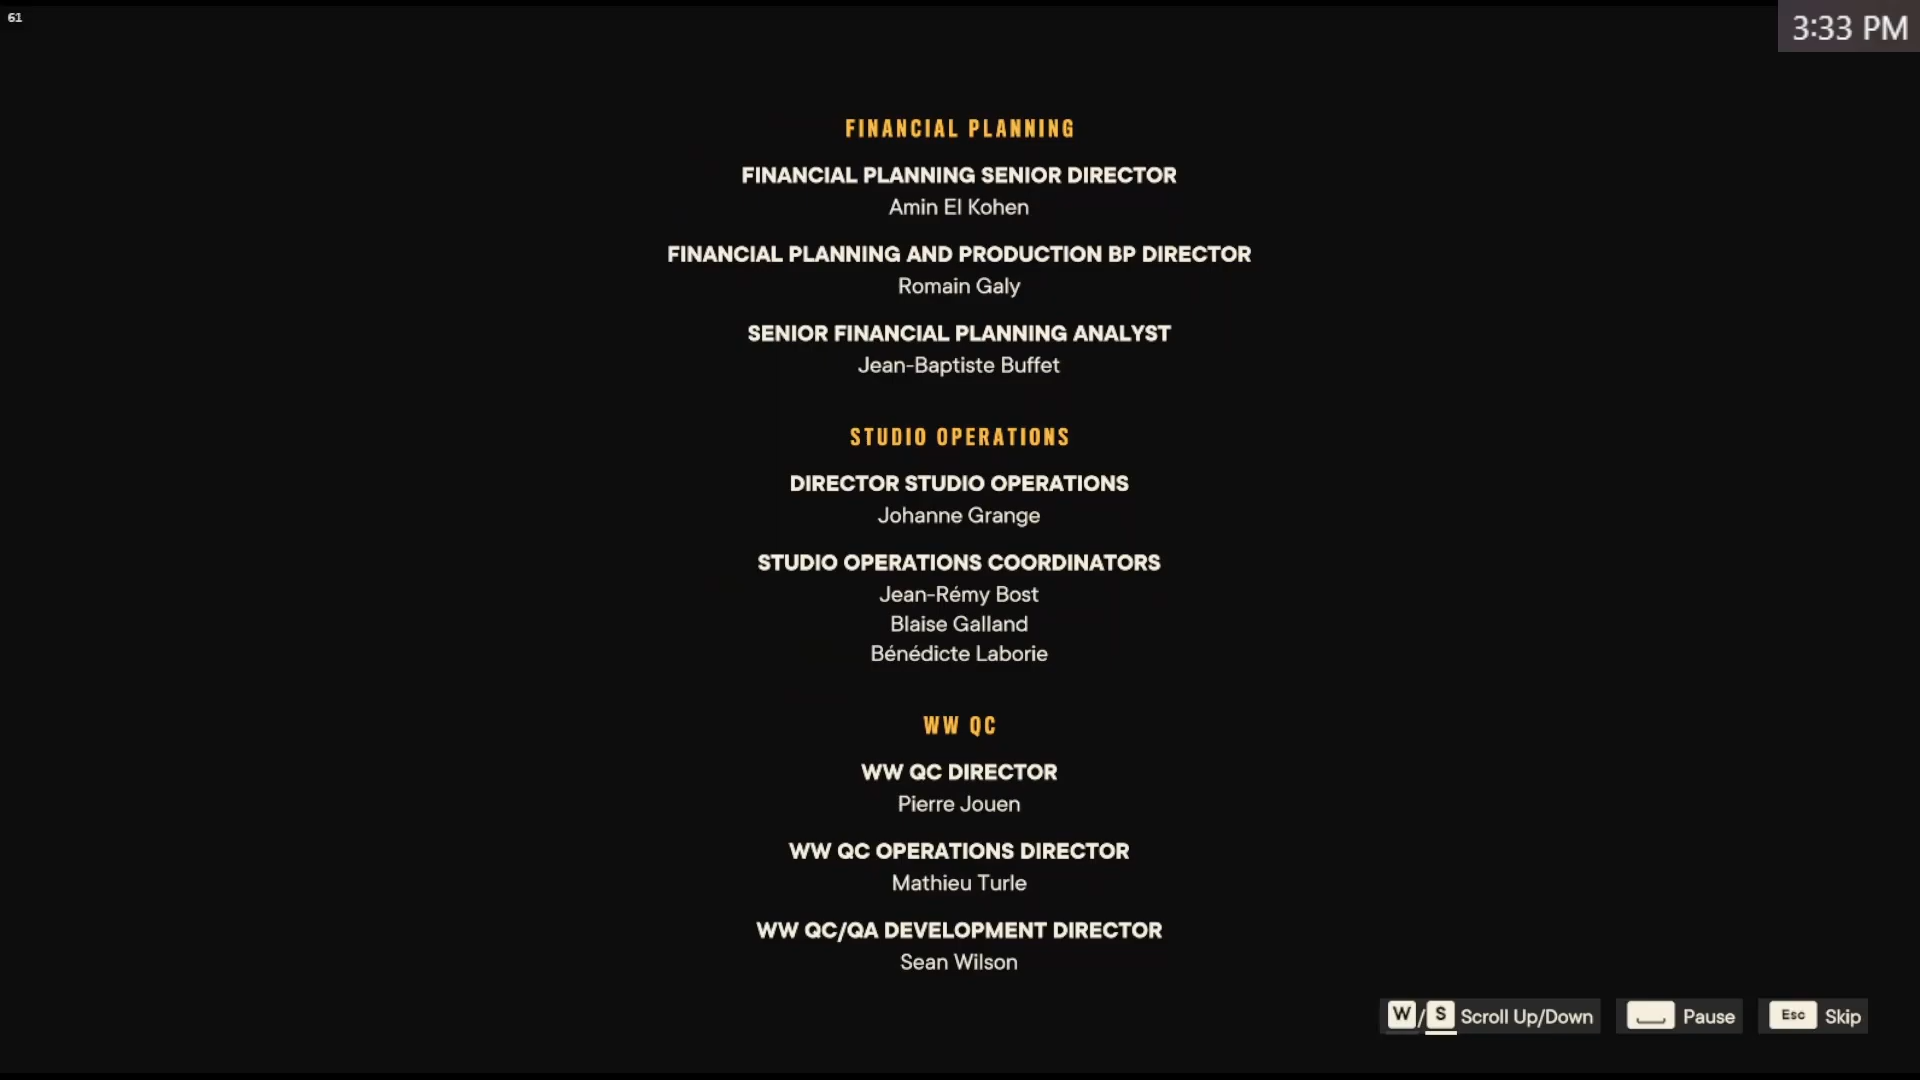 61
3:33 PM
FINANCIAL PLANNING
FINANCIAL PLANNING SENIOR DIRECTOR
Amin El Kohen
FINANCIAL PLANNING AND PRODUCTION BP DIRECTOR
Romain Galy
SENIOR FINANCIAL PLANNING ANALYST
Jean-Baptiste Buffet
STUDIO OPERATIONS
DIRECTOR STUDIO OPERATIONS
Johanne Grange
STUDIO OPERATIONS COORDINATORS
Jean-Rémy Bost
Blaise Galland
Bénédicte Laborie
WW QC
WW QC DIRECTOR
Pierre Jouen
WW QC OPERATIONS DIRECTOR
Mathieu Turle
WW QC/QA DEVELOPMENT DIRECTOR
Sean Wilson
W/S Scroll Up/Down Pause Esc Skip